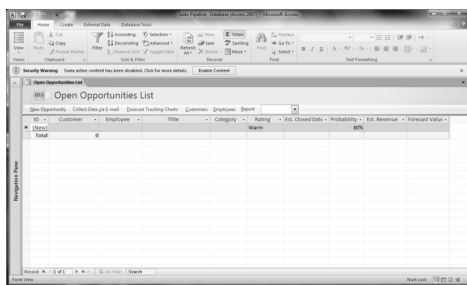 Sales Pipeline : Database (Access 2007) - Microsoft Access
File Home Create External Data Database Tools
View
Paste
Cut
Copy
Format Painter
Filter
Ascending
Descending
Remove Sort
Selection
Advanced
Toggle Filter
Refresh All
New
Save
Delete
Totals
Spelling
More
Find
Replace
Go To
Select
B I U
Views Clipboard Sort & Filter Records Find Text Formatting
Security Warning Some active content has been disabled. Click for more details. Enable Content
Open Opportunities List
Open Opportunities List
New Opportunity Collect Data via E-mail Forecast Tracking Charts Customers Employees Report
ID Customer Employee Title Category Rating Est. Closed Date Probability Est. Revenue Forecast Value
(New) Warm 80%
Total 0
Navigation Pane
Record: 1 of 1 No Filter Search
Form View Num Lock